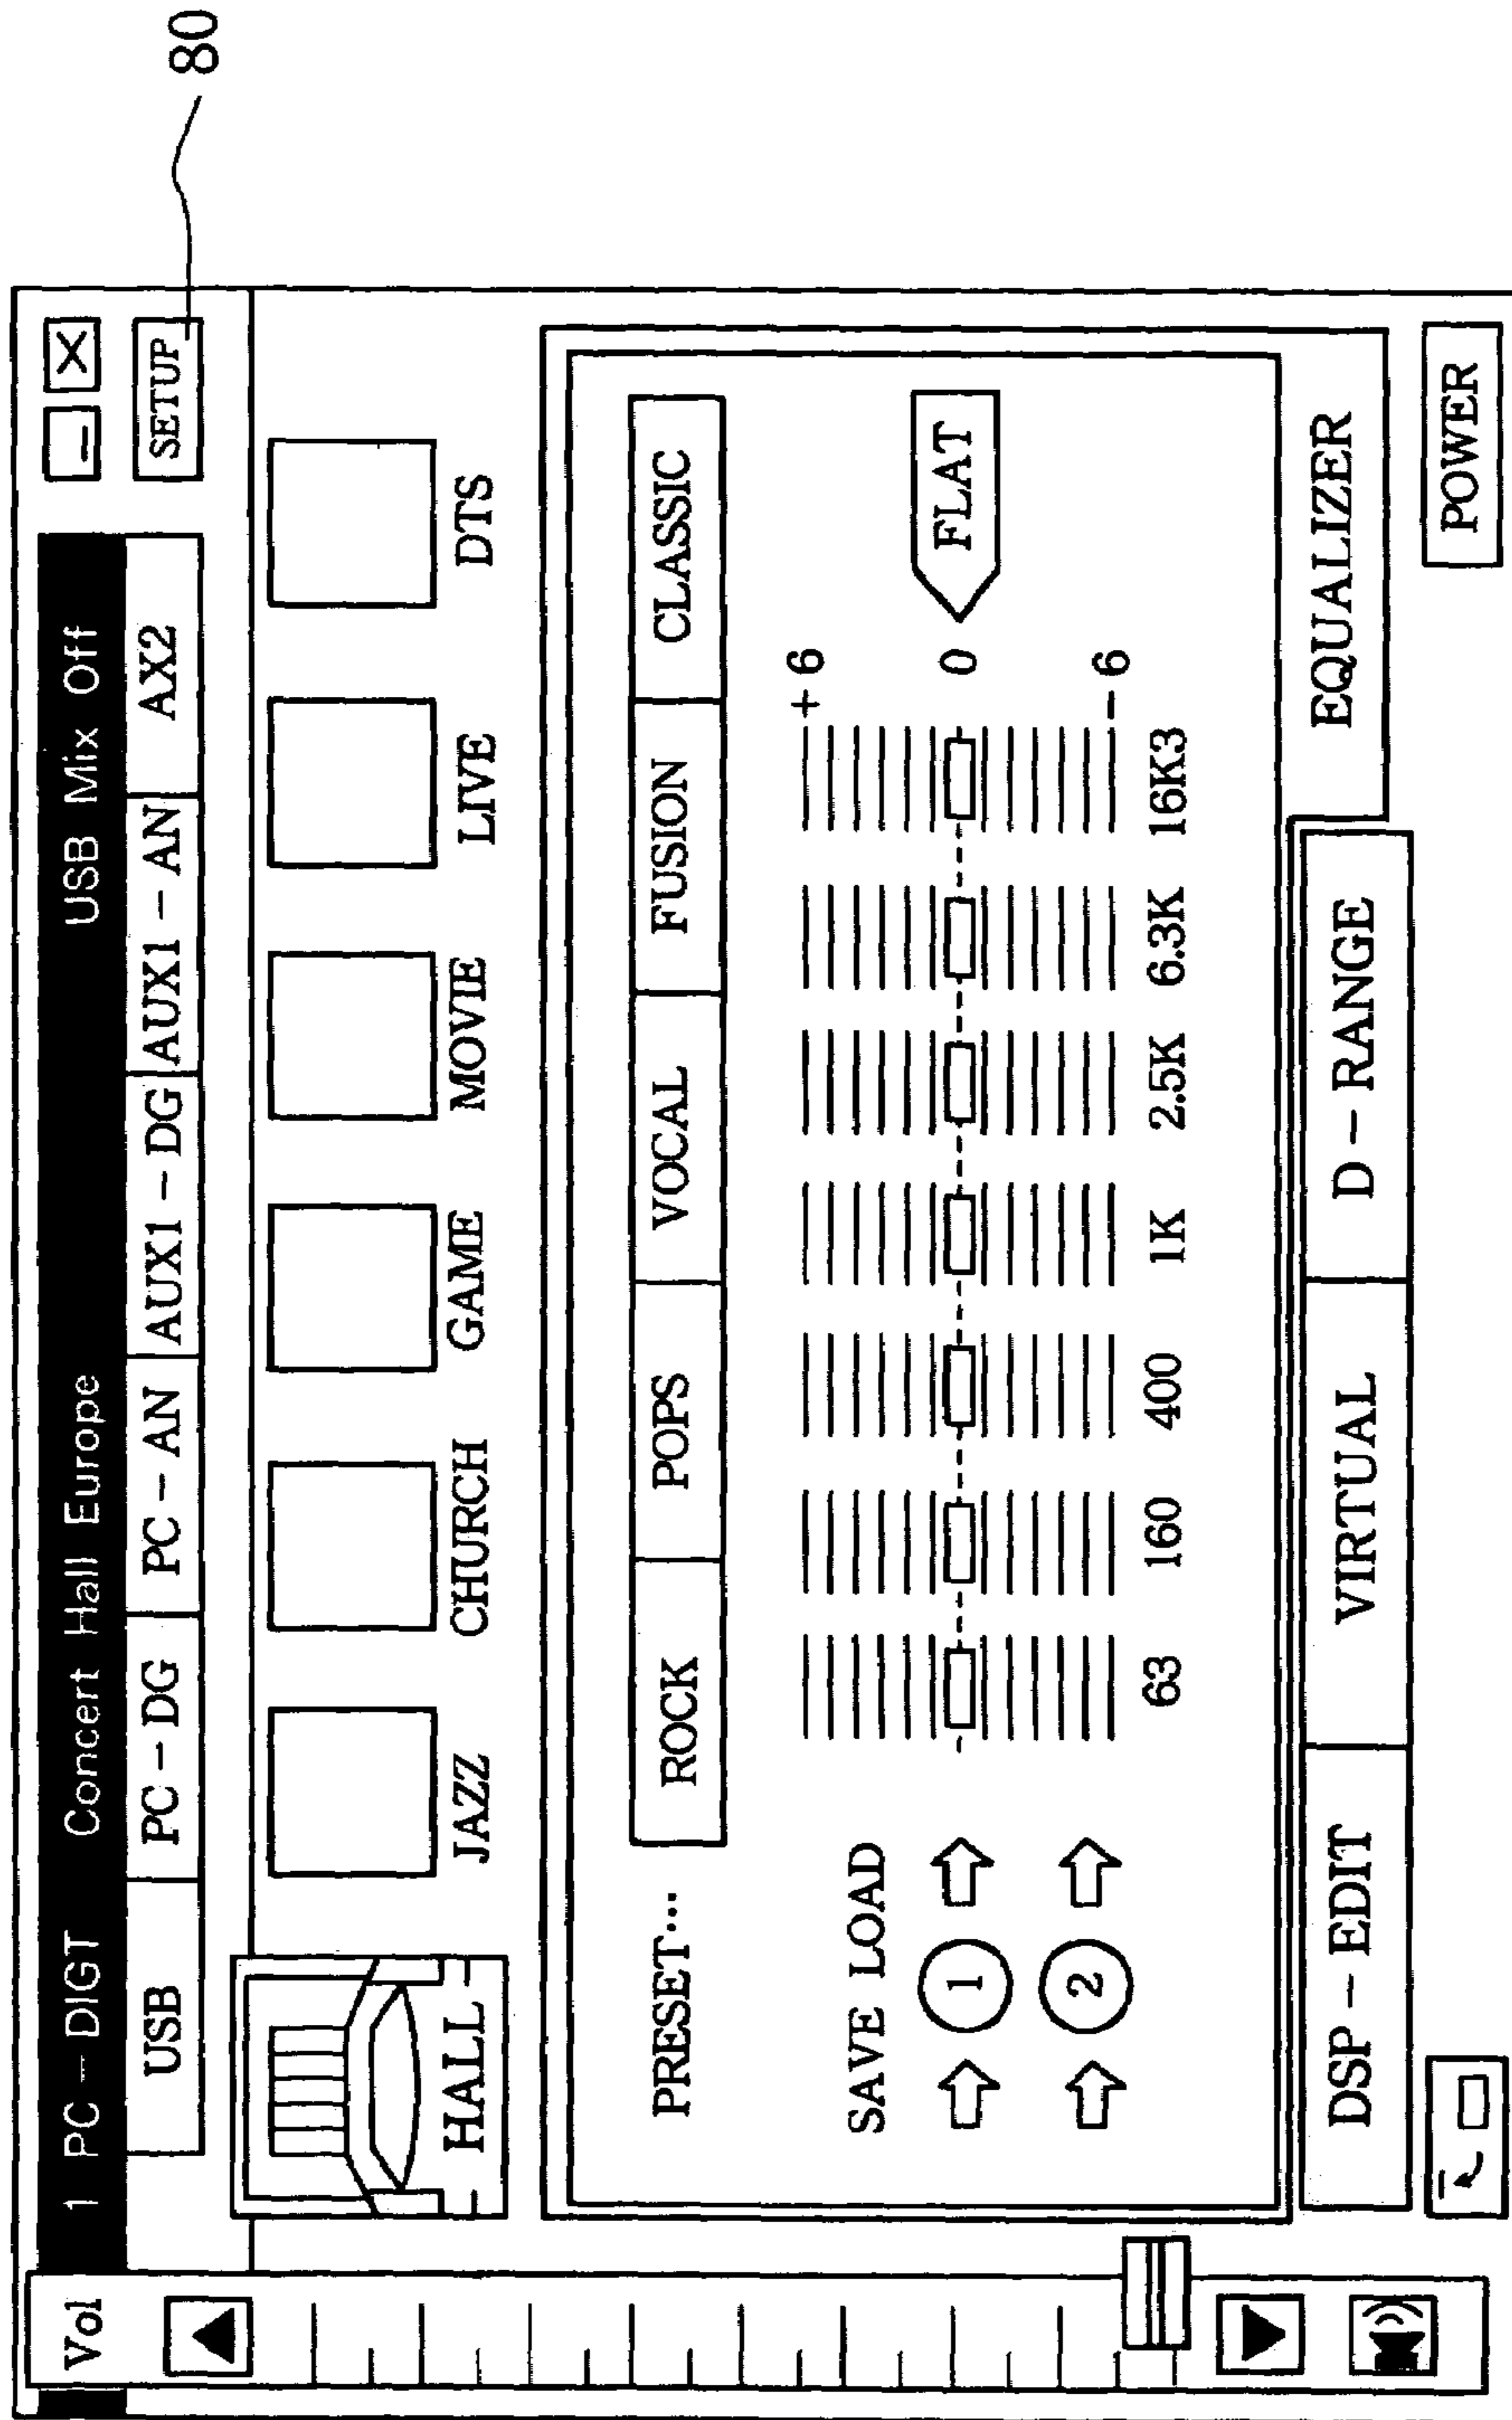 80
Vol 1 PC-DIGT Concert Hall Europe USB Mix Off
USB PC-DG PC-AN AUX1-DG AUX1-AN AX2 SETUP
HALL JAZZ CHURCH GAME MOVIE LIVE DTS
PRESET... ROCK POPS VOCAL FUSION CLASSIC
SAVE LOAD +6
1 0 FLAT
2 -6
63 160 400 1K 2.5K 6.3K 16K3
DSP-EDIT VIRTUAL D-RANGE EQUALIZER
POWER